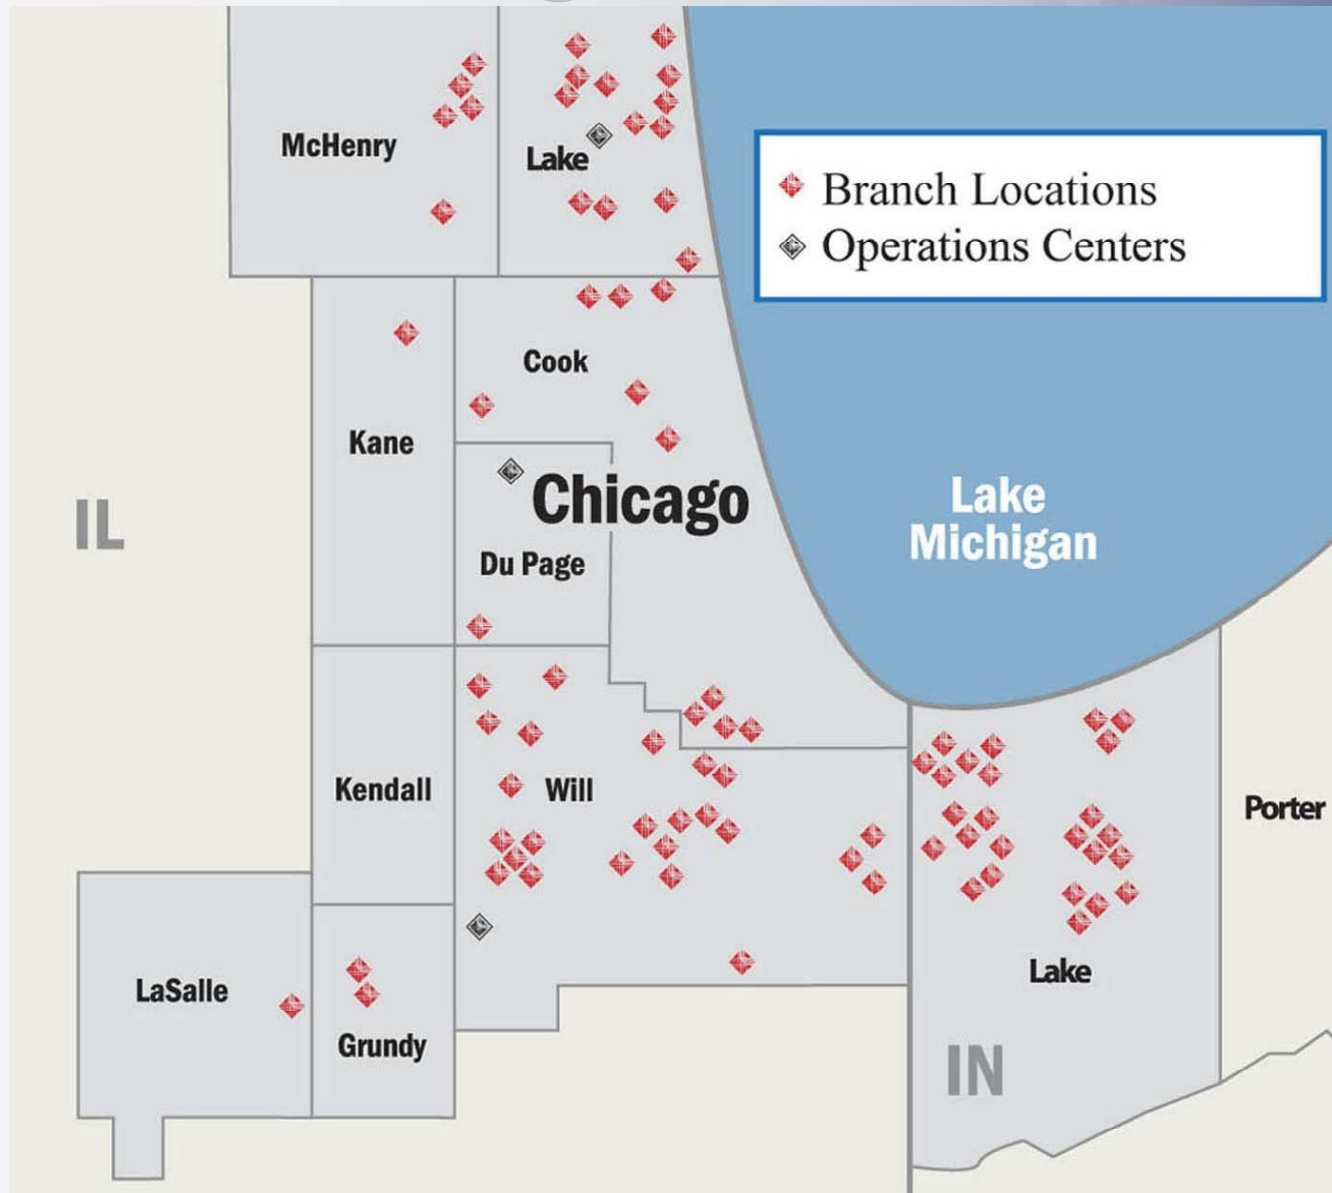 McHenry
Lake
Branch Locations
Operations Centers
Cook
Kane
Chicago
IL
Lake
Michigan
Du Page
Kendall
Will
Porter
LaSalle
Lake
Grundy
IN